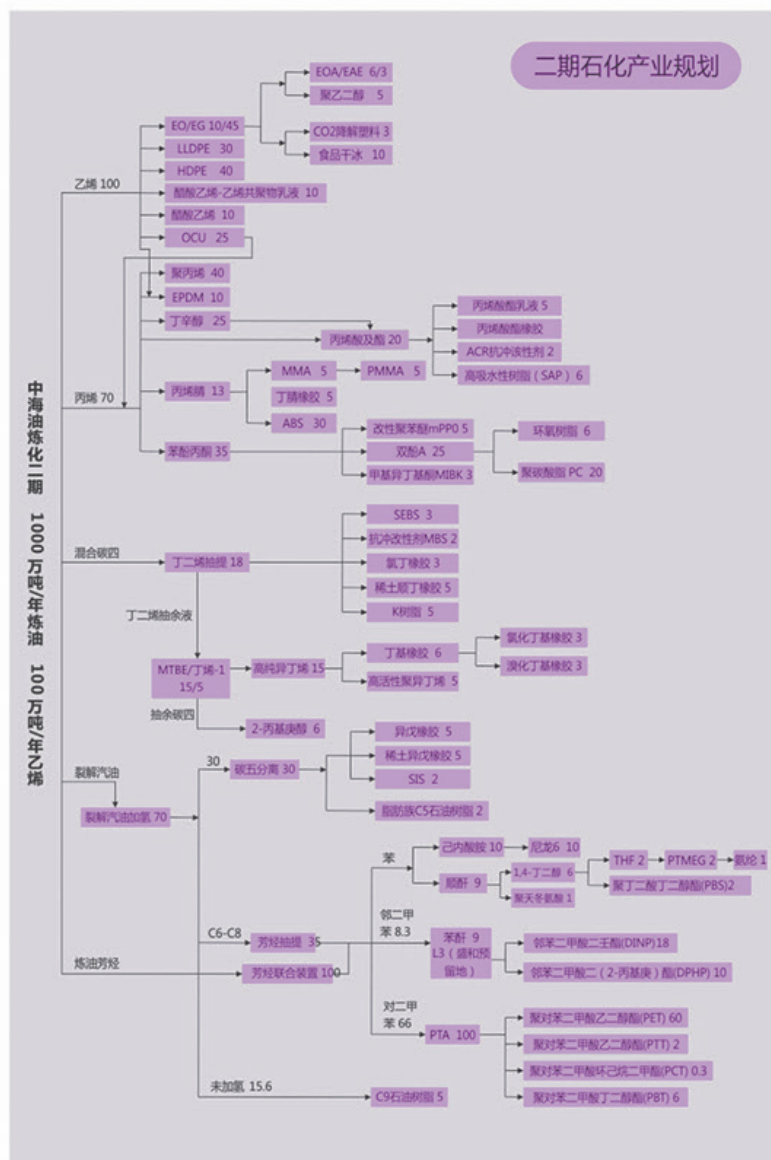 二期石化产业规划
EOA/EAE 6/3
聚乙二醇 5
EO/EG 10/45
CO2降解塑料 3
LLDPE 30
食品干冰 10
HDPE 40
乙烯 100
醋酸乙烯-乙烯共聚物乳液 10
醋酸乙烯 10
OCU 25
聚丙烯 40
EPDM 10
丙烯酸酯乳液 5
丁辛醇 25
丙烯酸酯橡胶
丙烯酸及酯 20
ACR抗冲改性剂 2
MMA 5
PMMA 5
高吸水性树脂（SAP）6
丙烯腈 13
丙烯 70
丁腈橡胶 5
ABS 30
改性聚苯醚mPPO 5
环氧树脂 6
苯酚丙酮 35
双酚A 25
甲基异丁基酮MIBK 3
聚碳酸脂 PC 20
中海油炼化二期 1000 万吨/年炼油 100 万吨/年乙烯
SEBS 3
抗冲改性剂MBS 2
混合碳四
丁二烯抽提 18
氯丁橡胶 3
稀土顺丁橡胶 5
K树脂 5
丁二烯抽余液
氯化丁基橡胶 3
丁基橡胶 6
MTBE/丁烯-1
15/5
高纯异丁烯 15
溴化丁基橡胶 3
高活性聚异丁烯 5
抽余碳四
2-丙基庚醇 6
异戊橡胶 5
稀土异戊橡胶 5
30
碳五分离 30
裂解汽油
SIS 2
脂肪族C5石油树脂 2
裂解汽油加氢 70
己内酸胺 10
尼龙6 10
苯
THF 2
PTMEG 2
氨纶 1
1,4-丁二醇 6
顺酐 9
聚丁二酸丁二醇酯(PBS)2
聚天冬氨酸 1
C6-C8
邻二甲
苯 8.3
芳烃抽提 35
苯酐 9
L3（盛和预
留地）
邻苯二甲酸二壬酯(DINP)18
炼油芳烃
芳烃联合装置 100
邻苯二甲酸二（2-丙基庚）酯(DPHP) 10
对二甲
苯 66
聚对苯二甲酸乙二醇酯(PET) 60
PTA 100
聚对苯二甲酸乙二醇酯(PTT) 2
聚对苯二甲酸环己烷二甲酯(PCT) 0.3
未加氢 15.6
C9石油树脂 5
聚对苯二甲酸丁二醇酯(PBT) 6